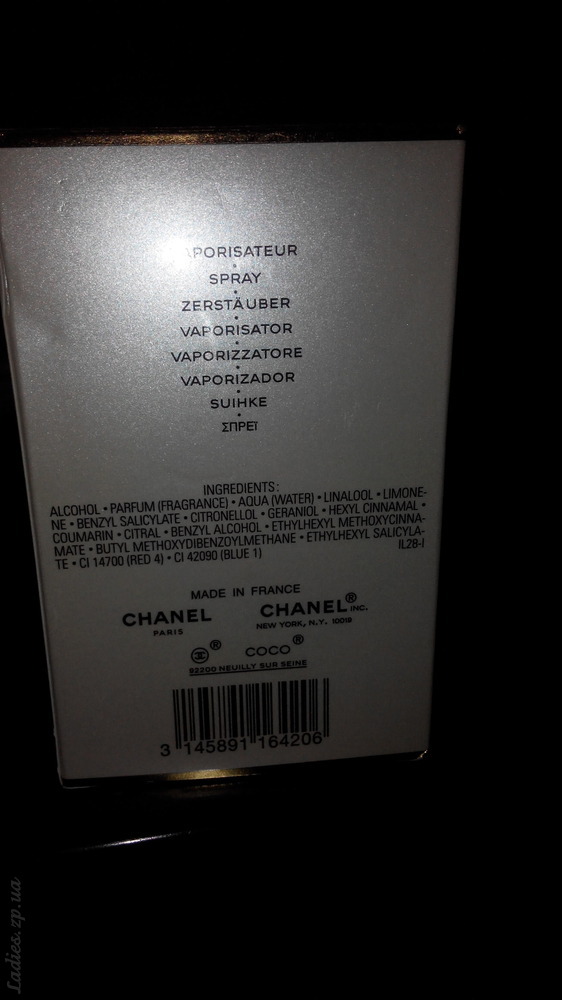 VAPORISATEUR
SPRAY
ZERSTÄUBER
VAPORISATOR
VAPORIZZATORE
VAPORIZADOR
SUIHKE
ΣΠΡΕΪ
INGREDIENTS:
ALCOHOL • PARFUM (FRAGRANCE) • AQUA (WATER) • LINALOOL • LIMONE-
NE • BENZYL SALICYLATE • CITRONELLOL • GERANIOL • HEXYL CINNAMAL •
COUMARIN • CITRAL • BENZYL ALCOHOL • ETHYLHEXYL METHOXYCINNA-
MATE • BUTYL METHOXYDIBENZOYLMETHANE • ETHYLHEXYL SALICYLA-
TE • CI 14700 (RED 4) • CI 42090 (BLUE 1) IL28-I
MADE IN FRANCE
CHANEL CHANEL® INC.
PARIS NEW YORK, N.Y. 10019
® COCO®
92200 NEUILLY SUR SEINE
3 145891 164206
Ladies.zp.ua